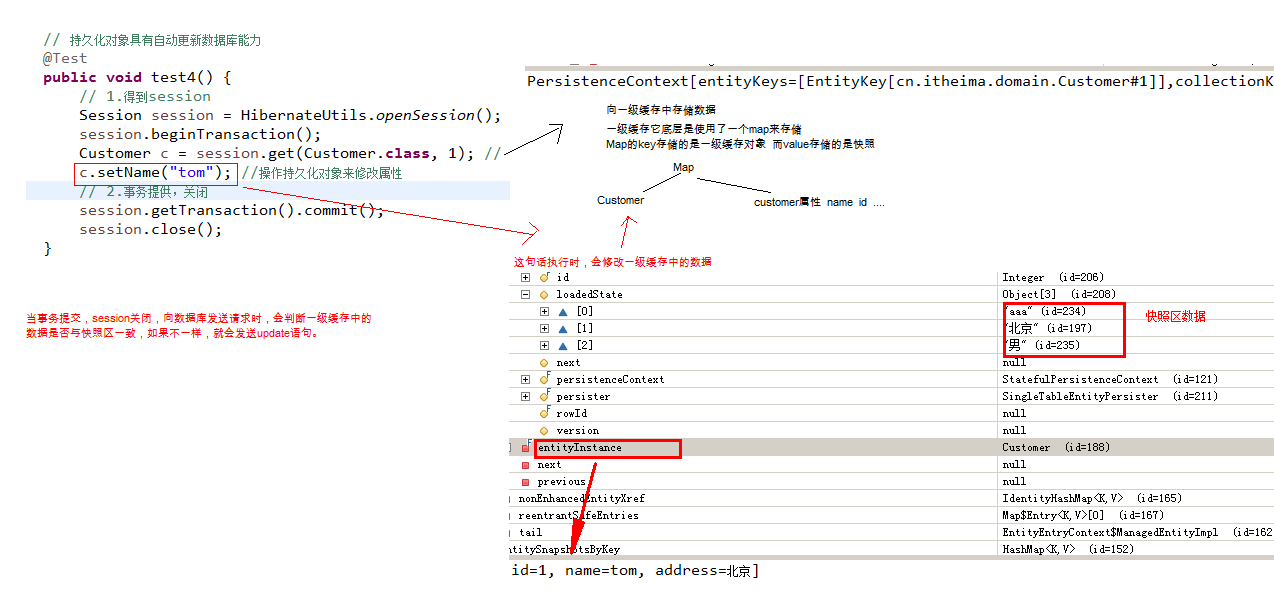 // 持久化对象具有自动更新数据库能力
@Test
public void test4() {
// 1.得到session
Session session = HibernateUtils.openSession();
session.beginTransaction();
Customer c = session.get(Customer.class, 1); //
c.setName("tom"); //操作持久化对象来修改属性
// 2.事务提供，关闭
session.getTransaction().commit();
session.close();
}
当事务提交，session关闭，向数据库发送请求时，会判断一级缓存中的
数据是否与快照区一致，如果不一样，就会发送update语句。
PersistenceContext[entityKeys=[EntityKey[cn.itheima.domain.Customer#1]],collectionK
向一级缓存中存储数据
一级缓存它底层是使用了一个map来存储
Map的key存储的是一级缓存对象 而value存储的是快照
Map
Customer
customer属性 name id ....
这句话执行时，会修改一级缓存中的数据
id Integer (id=206)
loadedState Object[3] (id=208)
[0] "aaa" (id=234)
[1] "北京" (id=197)
[2] "男" (id=235)
快照区数据
next null
persistenceContext StatefulPersistenceContext (id=121)
persister SingleTableEntityPersister (id=211)
rowId null
version null
entityInstance Customer (id=188)
next null
previous null
nonEnhancedEntityXref IdentityHashMap<K,V> (id=165)
reentrantSafeEntries Map$Entry<K,V>[0] (id=167)
tail EntityEntryContext$ManagedEntityImpl (id=162
ntitySnapshotsByKey HashMap<K,V> (id=152)
id=1, name=tom, address=北京]